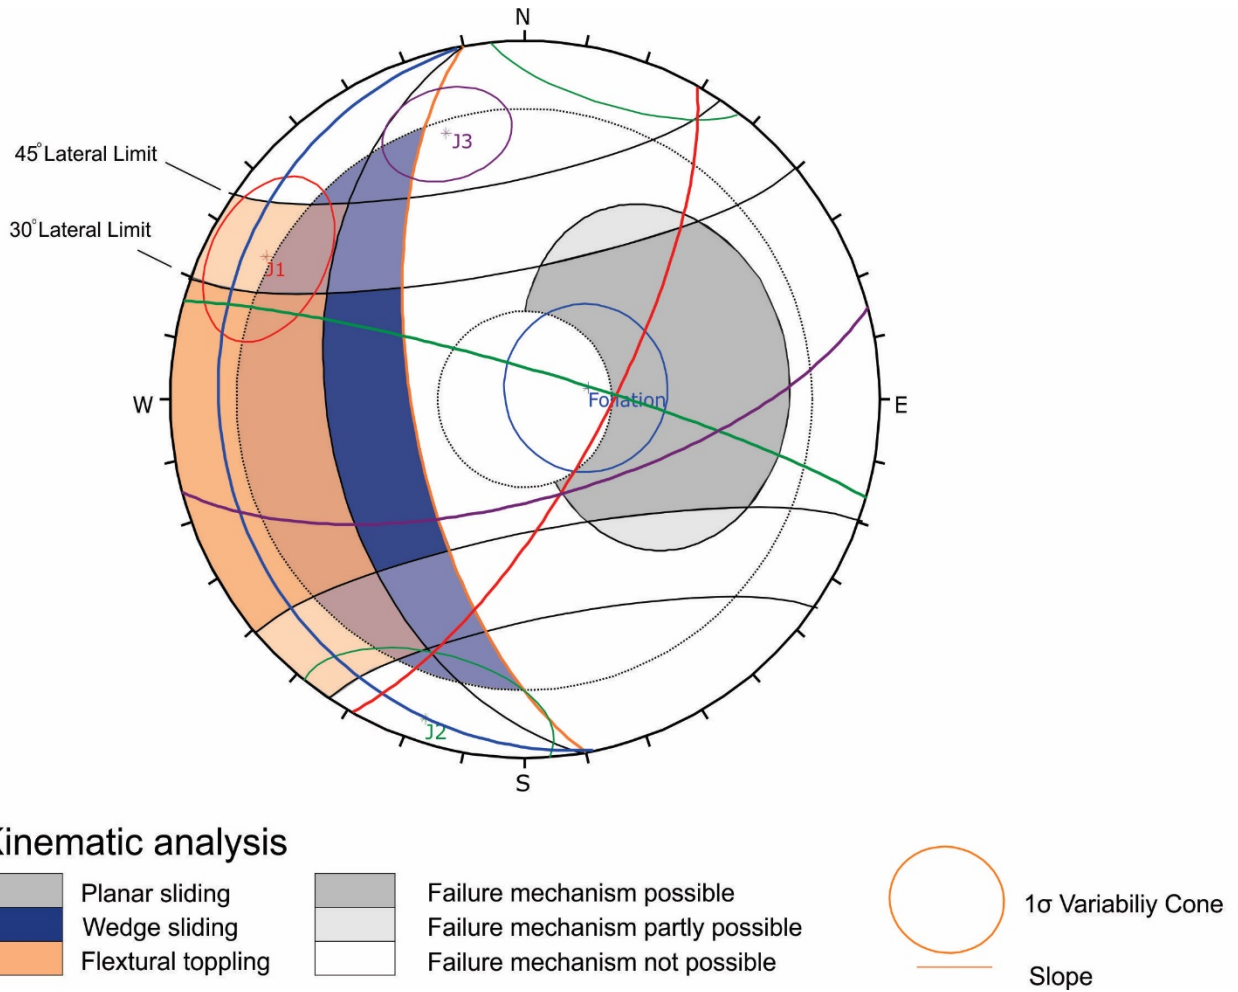 N
45°Lateral Limit
J3
30°Lateral Limit
J1
W
Foliation
E
J2
S
Kinematic analysis
Planar sliding
Wedge sliding
Flextural toppling
Failure mechanism possible
Failure mechanism partly possible
Failure mechanism not possible
1σ Variabiliy Cone
Slope